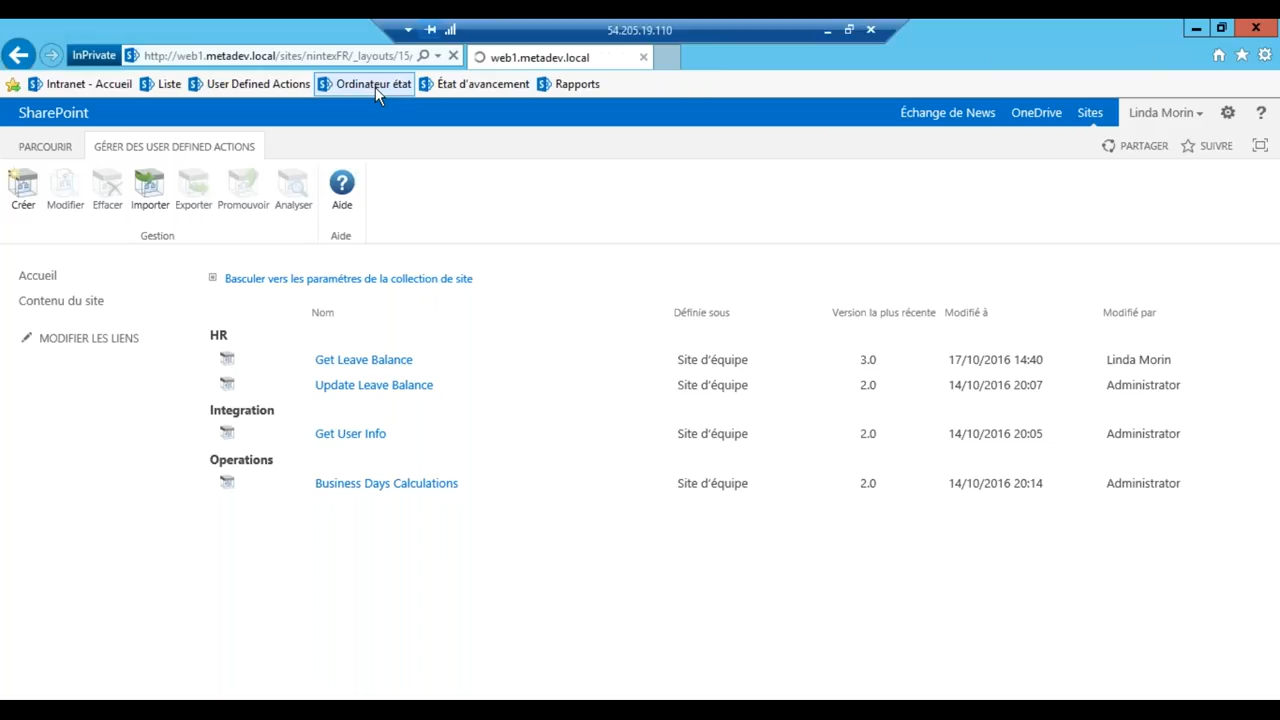 54.205.19.110
InPrivate http://web1.metadev.local/sites/nintexFR/_layouts/15/ web1.metadev.local
Intranet - Accueil Liste User Defined Actions Ordinateur état État d'avancement Rapports
SharePoint Échange de News OneDrive Sites Linda Morin ?
PARCOURIR GÉRER DES USER DEFINED ACTIONS PARTAGER SUIVRE
Créer Modifier Effacer Importer Exporter Promouvoir Analyser Aide
Gestion Aide
Accueil
Contenu du site
MODIFIER LES LIENS
Basculer vers les paramétres de la collection de site
Nom Définie sous Version la plus récente Modifié à Modifié par
HR
Get Leave Balance Site d'équipe 3.0 17/10/2016 14:40 Linda Morin
Update Leave Balance Site d'équipe 2.0 14/10/2016 20:07 Administrator
Integration
Get User Info Site d'équipe 2.0 14/10/2016 20:05 Administrator
Operations
Business Days Calculations Site d'équipe 2.0 14/10/2016 20:14 Administrator